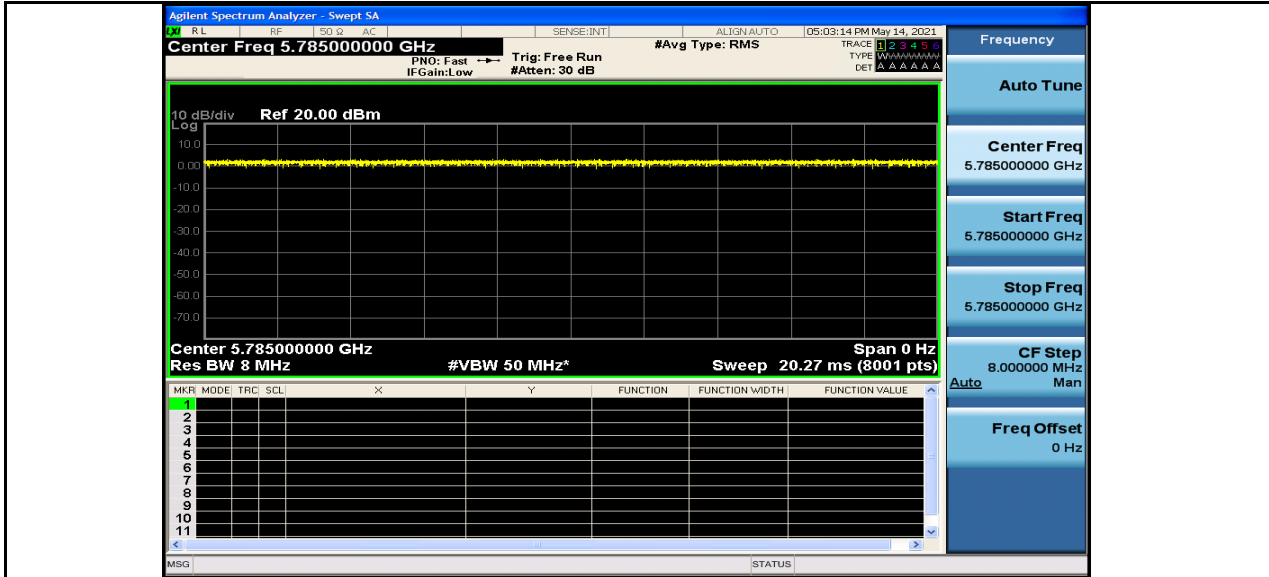 Agilent Spectrum Analyzer - Swept SA
LXI RL RF 50 Ω AC SENSE:INT ALIGN AUTO 05:03:14 PM May 14, 2021
Center Freq 5.785000000 GHz #Avg Type: RMS TRACE 1 2 3 4 5 6
PNO: Fast Trig: Free Run TYPE WWWWWW
IFGain:Low #Atten: 30 dB DET A A A A A A
10 dB/div Ref 20.00 dBm
Log
10.0
0.00
-10.0
-20.0
-30.0
-40.0
-50.0
-60.0
-70.0
Center 5.785000000 GHz Span 0 Hz
Res BW 8 MHz #VBW 50 MHz* Sweep 20.27 ms (8001 pts)
MKR MODE TRC SCL X Y FUNCTION FUNCTION WIDTH FUNCTION VALUE
1
2
3
4
5
6
7
8
9
10
11
MSG STATUS
Frequency
Auto Tune
Center Freq
5.785000000 GHz
Start Freq
5.785000000 GHz
Stop Freq
5.785000000 GHz
CF Step
8.000000 MHz
Auto Man
Freq Offset
0 Hz